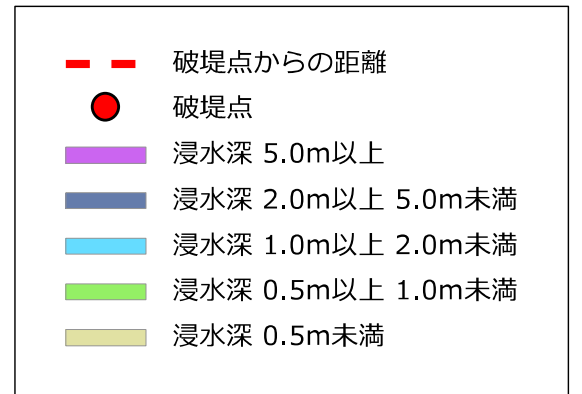 破堤点からの距離
破堤点
浸水深 5.0m以上
浸水深 2.0m以上 5.0m未満
浸水深 1.0m以上 2.0m未満
浸水深 0.5m以上 1.0m未満
浸水深 0.5m未満